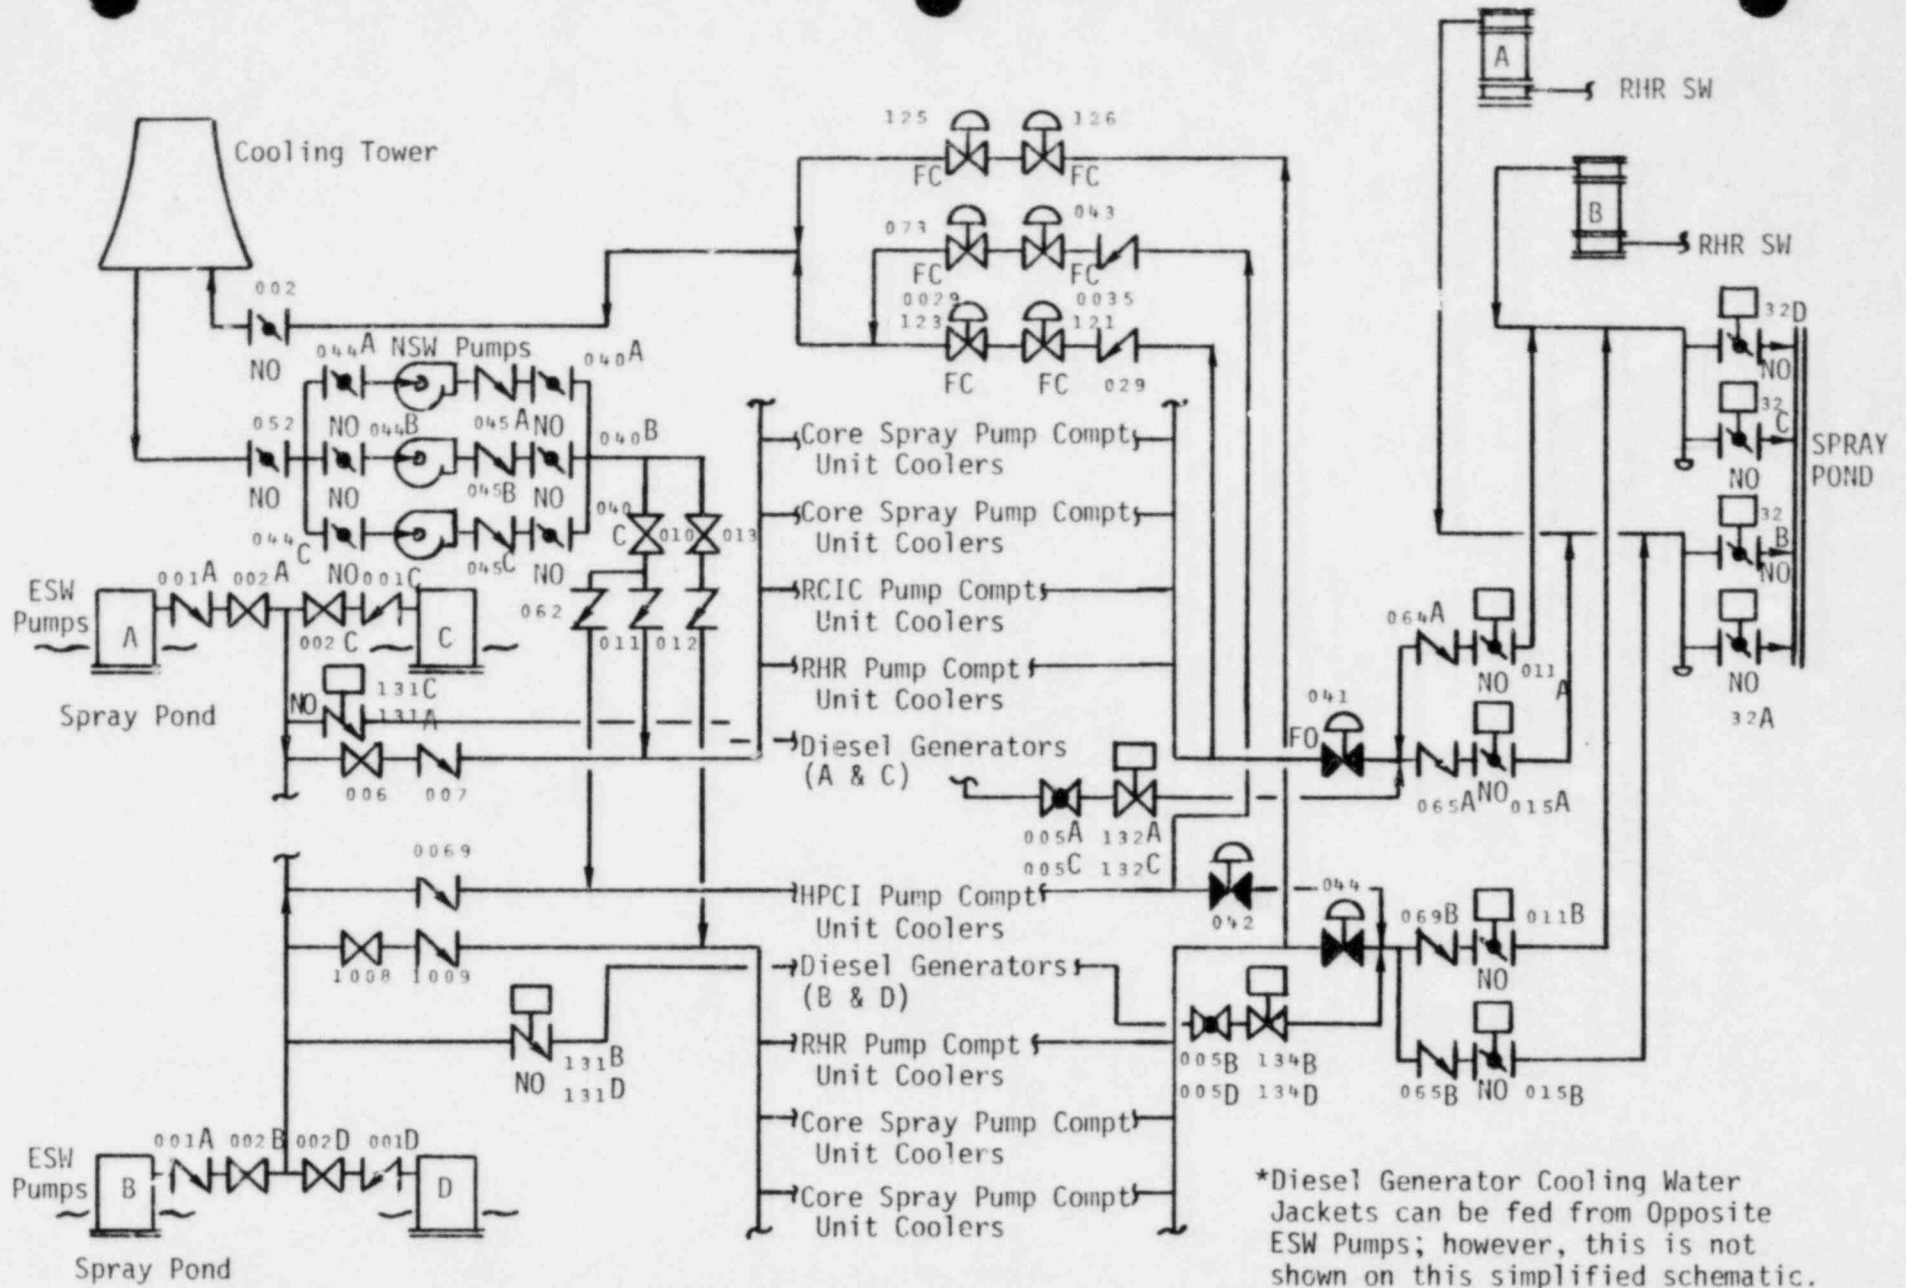 A
RHR SW
125
126
Cooling Tower
FC
FC
B
073
043
RHR SW
002
FC
FC
0029
0035
32D
123
121
044A
NSW Pumps
040A
NO
NO
FC
FC
029
32
C
052
NO
044B
045A
NO
040B
Core Spray Pump Compt
Unit Coolers
SPRAY
POND
NO
NO
045B
NO
NO
040
C
010
013
Core Spray Pump Compt
Unit Coolers
32
B
044
C
NO
045C
NO
NO
001A
002A
001C
ESW
Pumps
A
002 C
C
062
011
012
RCIC Pump Compt
Unit Coolers
064A
RHR Pump Compt
Unit Coolers
NO
011
A
NO
32A
Spray Pond
NO
131C
131A
041
FO
Diesel Generators
(A & C)
006
007
065A
NO
015A
005A
132A
005C
132C
0069
HPCI Pump Compt
Unit Coolers
042
044
069B
011B
1008
1009
Diesel Generators
(B & D)
NO
131B
NO
131D
RHR Pump Compt
Unit Coolers
005B
134B
005D
134D
065B
NO
015B
Core Spray Pump Compt
Unit Coolers
001A
002B
002D
001D
ESW
Pumps
B
D
Core Spray Pump Compt
Unit Coolers
Spray Pond
*Diesel Generator Cooling Water
Jackets can be fed from Opposite
ESW Pumps; however, this is not
shown on this simplified schematic.